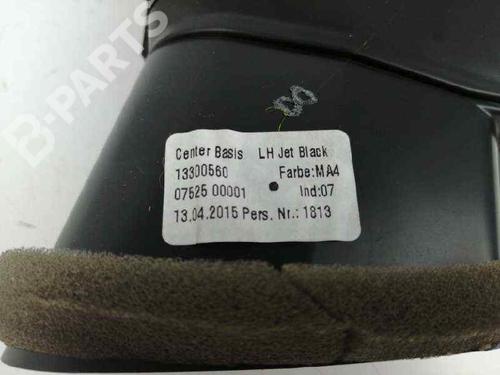 B-PARTS
Center Basis LH Jet Black
13300560 Farbe:MA4
07525 00001 Ind:07
13.04.2015 Pers. Nr.: 1813